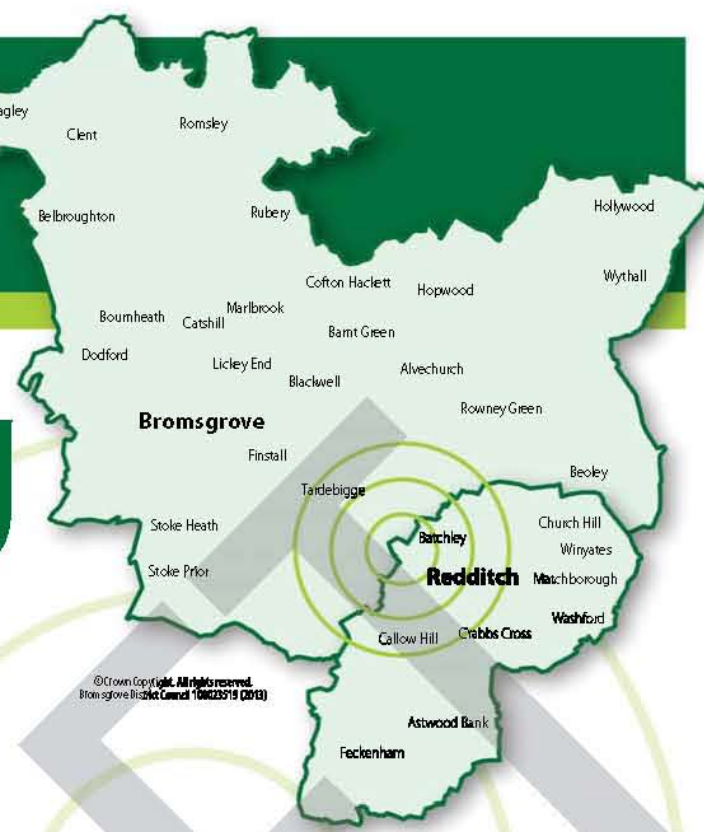 agley
Clent
Romsley
Belbroughton
Rubery
Hollywood
Cofton Hackett
Hopwood
Wythall
Bournheath
Catshill
Marlbrook
Barnt Green
Dodford
Lickey End
Blackwell
Alvechurch
Bromsgrove
Rowney Green
Finstall
Beoley
Tardebigge
Stoke Heath
Church Hill
Batchley
Winyates
Stoke Prior
Redditch
Matchborough
Washford
Callow Hill
Crabbs Cross
©Crown Copyright. All rights reserved.
Bromsgrove District Council 100023519 (2013)
Astwood Bank
Feckenham